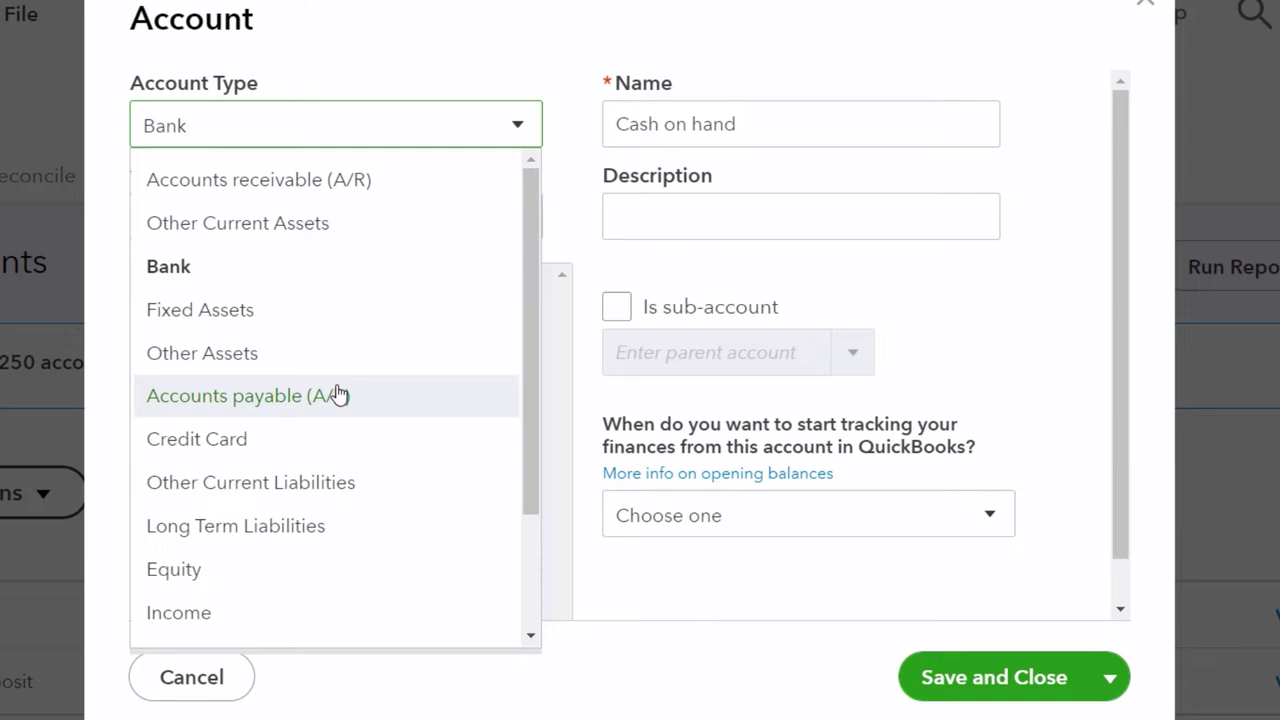 File
Account
p
Account Type
* Name
Bank
Cash on hand
econcile
Accounts receivable (A/R)
Description
Other Current Assets
nts
Bank
Run Repo
Fixed Assets
Is sub-account
Other Assets
Enter parent account
250 acco
Accounts payable (A/
Credit Card
When do you want to start tracking your
finances from this account in QuickBooks?
More info on opening balances
Other Current Liabilities
ns
Choose one
Long Term Liabilities
Equity
Income
Cancel
Save and Close
osit